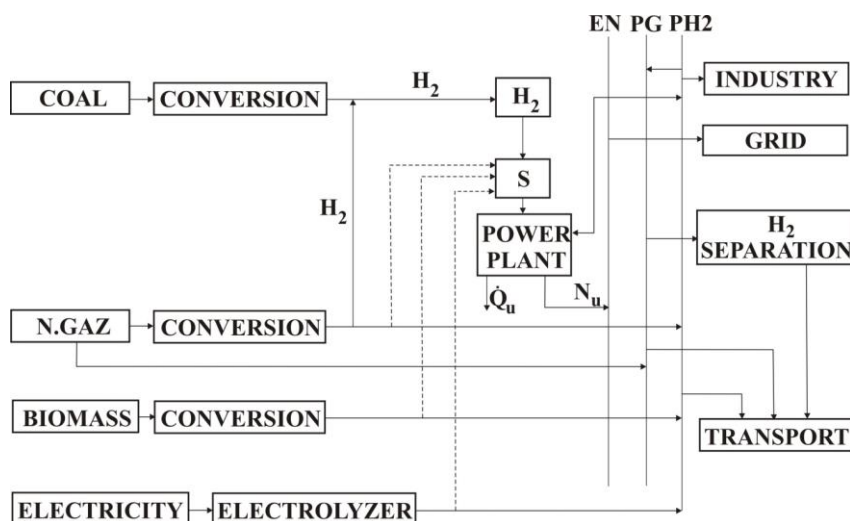 EN PG PH2
COAL
CONVERSION
H2
H2
INDUSTRY
GRID
S
H2
POWER
PLANT
H2
SEPARATION
Q̇u
Nu
N.GAZ
CONVERSION
BIOMASS
CONVERSION
TRANSPORT
ELECTRICITY
ELECTROLYZER